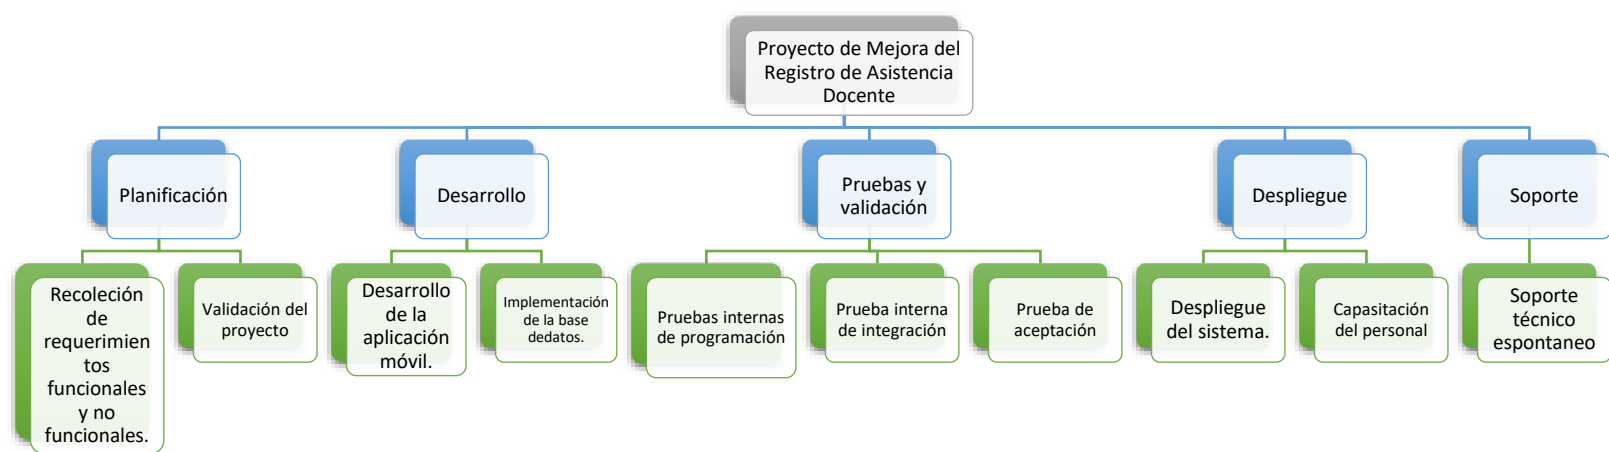 Proyecto de Mejora del
Registro de Asistencia
Docente
Planificación
Desarrollo
Pruebas y
validación
Despliegue
Soporte
Recoleción
de
requerimien
tos
funcionales
y no
funcionales.
Validación del
proyecto
Desarrollo
de la
aplicación
móvil.
Implementación
de la base
dedatos.
Pruebas internas
de programación
Prueba interna
de integración
Prueba de
aceptación
Despliegue
del sistema.
Capasitación
del personal
Soporte
técnico
espontaneo